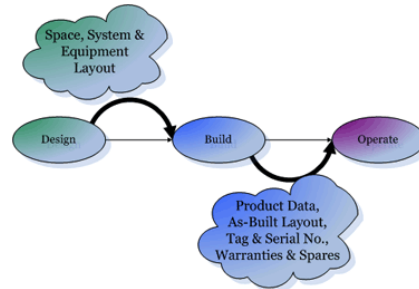 Space, System &
Equipment
Layout
Design
Build
Operate
Product Data,
As-Built Layout,
Tag & Serial No.,
Warranties & Spares